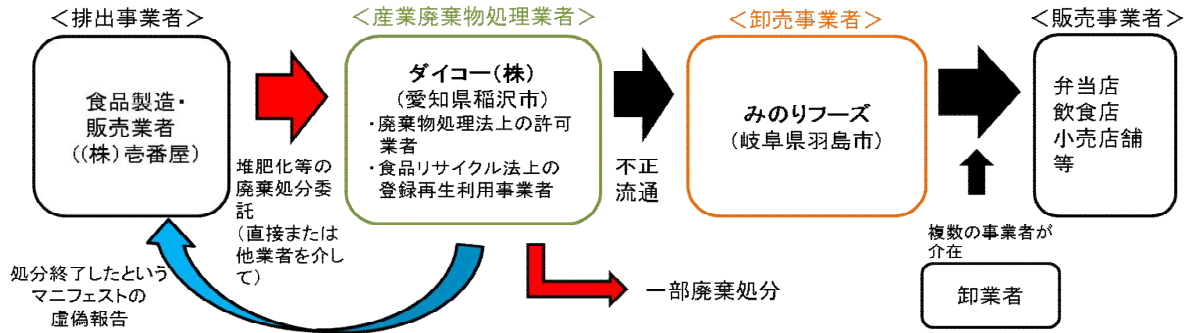 ＜排出事業者＞
食品製造・
販売業者
((株)壱番屋)
堆肥化等の
廃棄処分委
託
(直接または
他業者を介し
て)
処分終了したという
マニフェストの
虚偽報告
＜産業廃棄物処理業者＞
ダイコー(株)
(愛知県稲沢市)
・廃棄物処理法上の許可
業者
・食品リサイクル法上の
登録再生利用事業者
一部廃棄処分
不正
流通
＜卸売事業者＞
みのりフーズ
(岐阜県羽島市)
複数の事業者が
介在
卸業者
＜販売事業者＞
弁当店
飲食店
小売店舗
等